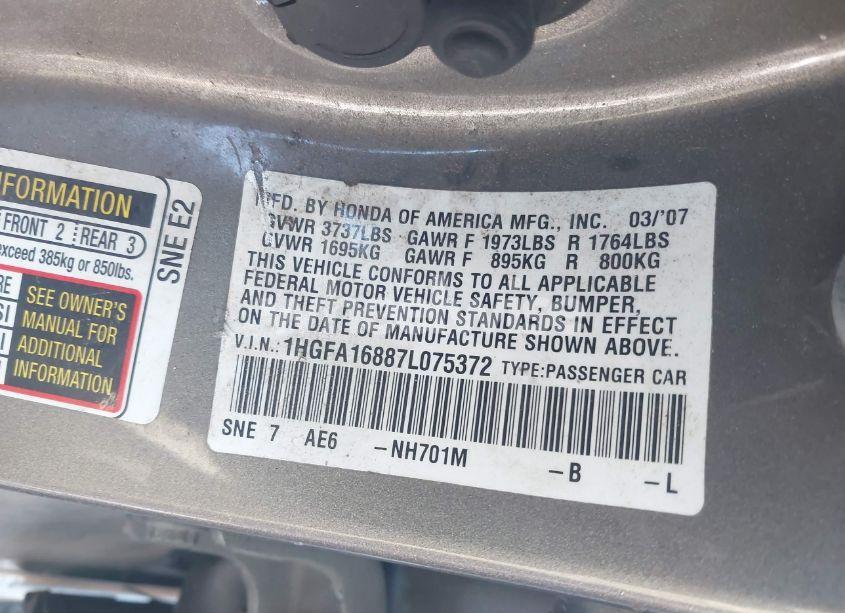 NFORMATION
FRONT 2 REAR 3
exceed 385kg or 850lbs.
RE
SI
I
SEE OWNER'S
MANUAL FOR
ADDITIONAL
INFORMATION.
SNE E2
MFD. BY HONDA OF AMERICA MFG., INC. 03/'07
GVWR 3737LBS GAWR F 1973LBS R 1764LBS
GVWR 1695KG GAWR F 895KG R 800KG
THIS VEHICLE CONFORMS TO ALL APPLICABLE
FEDERAL MOTOR VEHICLE SAFETY, BUMPER,
AND THEFT PREVENTION STANDARDS IN EFFECT
ON THE DATE OF MANUFACTURE SHOWN ABOVE.
V.I.N.: 1HGFA16887L075372 TYPE:PASSENGER CAR
SNE 7 AE6 -NH701M -B -L